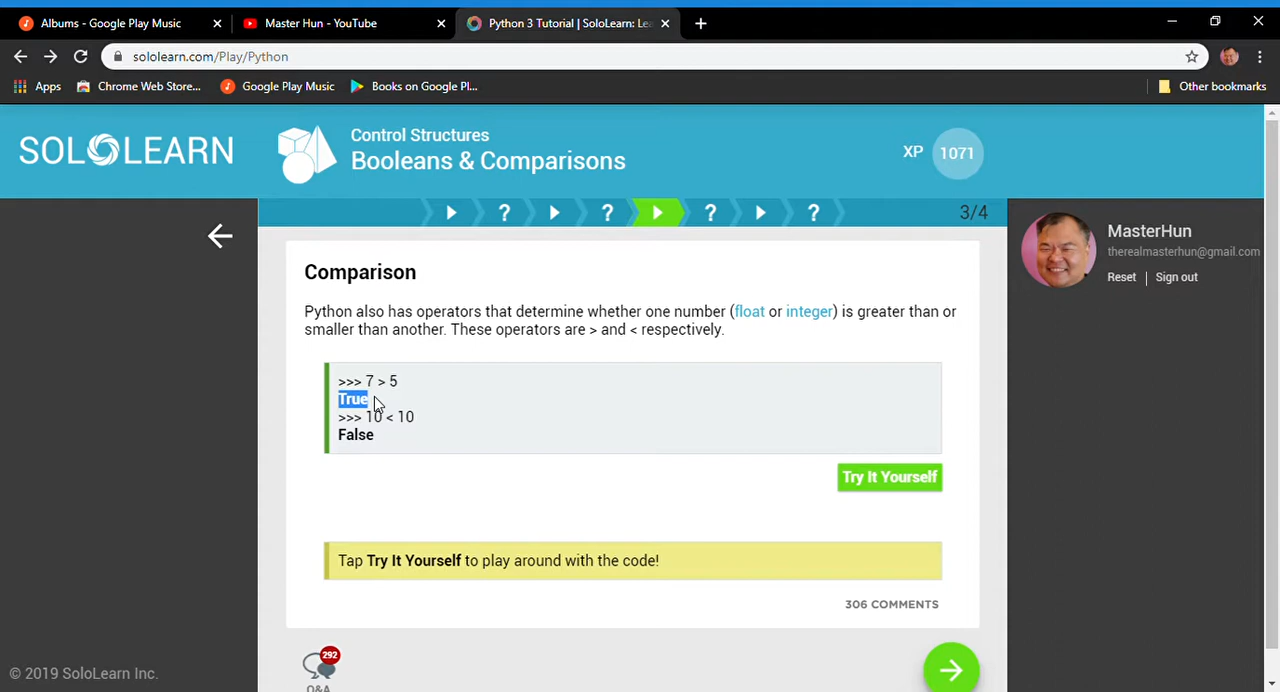 Albums - Google Play Music
Master Hun - YouTube
Python 3 Tutorial | SoloLearn: Lea
sololearn.com/Play/Python
Apps
Chrome Web Store...
Google Play Music
Books on Google Pl...
Other bookmarks
SOLOLEARN
Control Structures
Booleans & Comparisons
XP 1071
? ? ? ?
3/4
MasterHun
therealmasterhun@gmail.com
Reset | Sign out
Comparison
Python also has operators that determine whether one number (float or integer) is greater than or
smaller than another. These operators are > and < respectively.
>>> 7 > 5
True
>>> 10 < 10
False
Try It Yourself
Tap Try It Yourself to play around with the code!
306 COMMENTS
292
Q&A
© 2019 SoloLearn Inc.